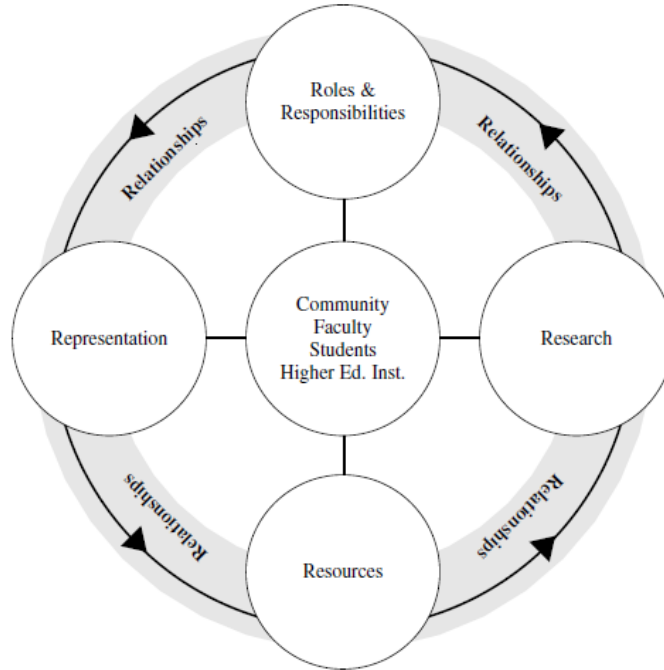 Roles &
Responsibilities
Relationships
Relationships
Representation
Community
Faculty
Students
Higher Ed. Inst.
Research
Relationships
Relationships
Resources